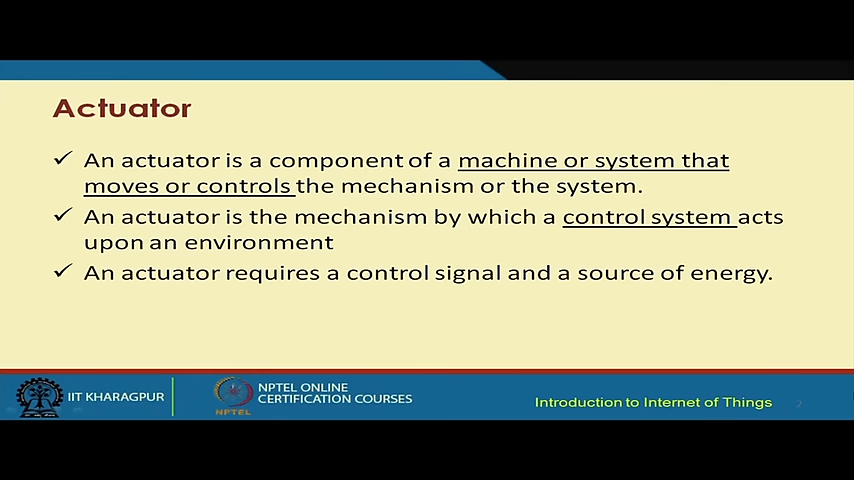 Actuator
✓ An actuator is a component of a machine or system that
moves or controls the mechanism or the system.
✓ An actuator is the mechanism by which a control system acts
upon an environment
✓ An actuator requires a control signal and a source of energy.
IIT KHARAGPUR
NPTEL
NPTEL ONLINE
CERTIFICATION COURSES
Introduction to Internet of Things
2